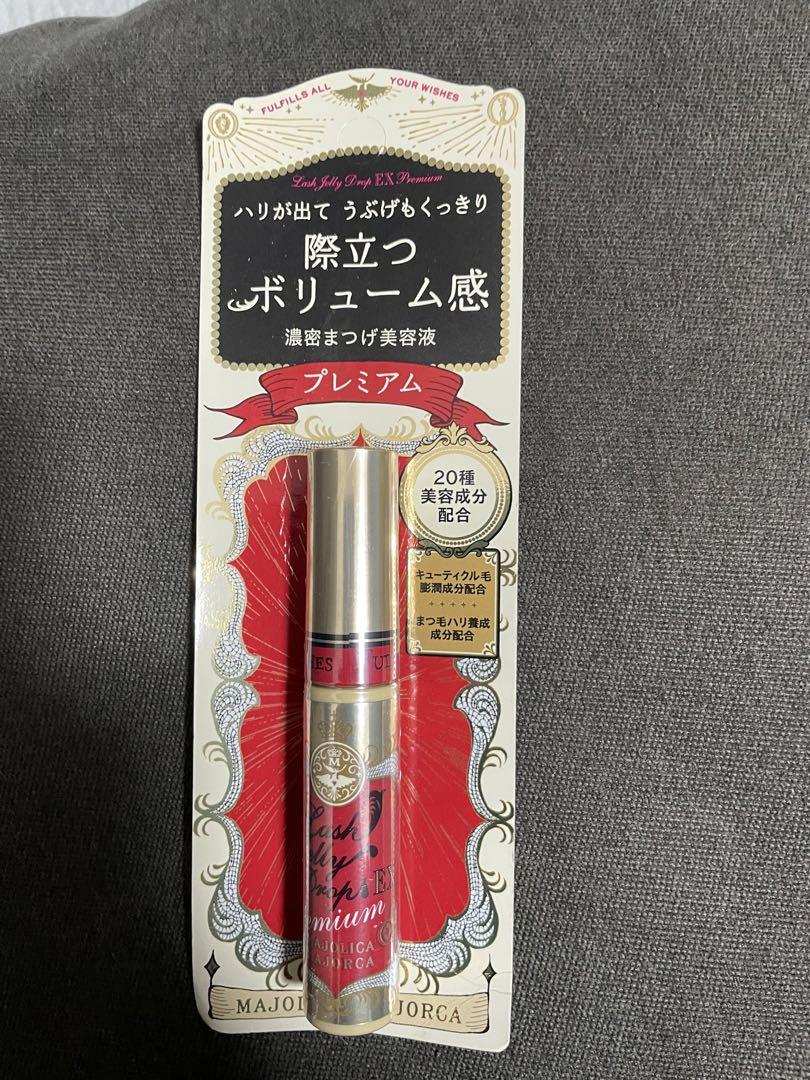 FULFILLS ALL YOUR WISHES
Lash Jelly Drop EX Premium
ハリが出て うぶげもくっきり
際立つ
ボリューム感
濃密まつげ美容液
プレミアム
20種
美容成分
配合
キューティクル毛
膨潤成分配合
まつ毛ハリ養成
成分配合
M
Lash
Jelly
Drop EX
Premium
MAJOLICA
MAJORCA